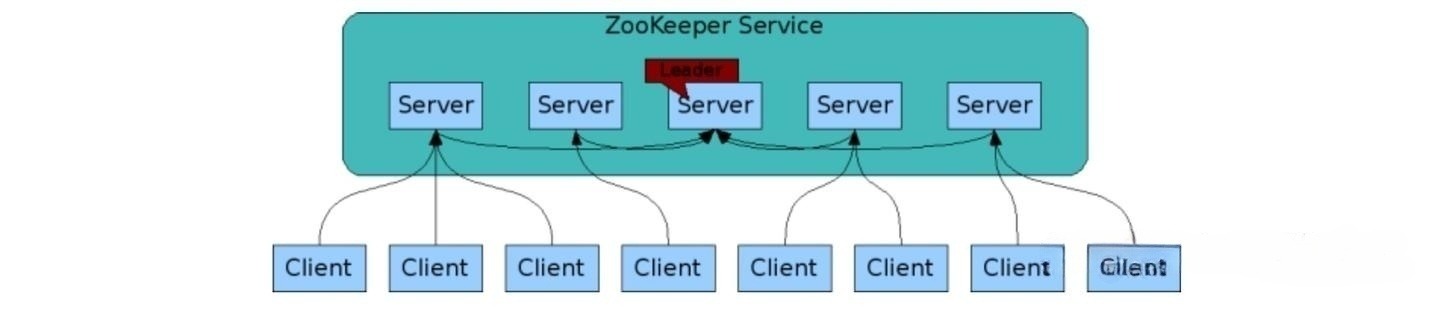 ZooKeeper Service
Leader
Server Server Server Server Server
Client Client Client Client Client Client Client Client